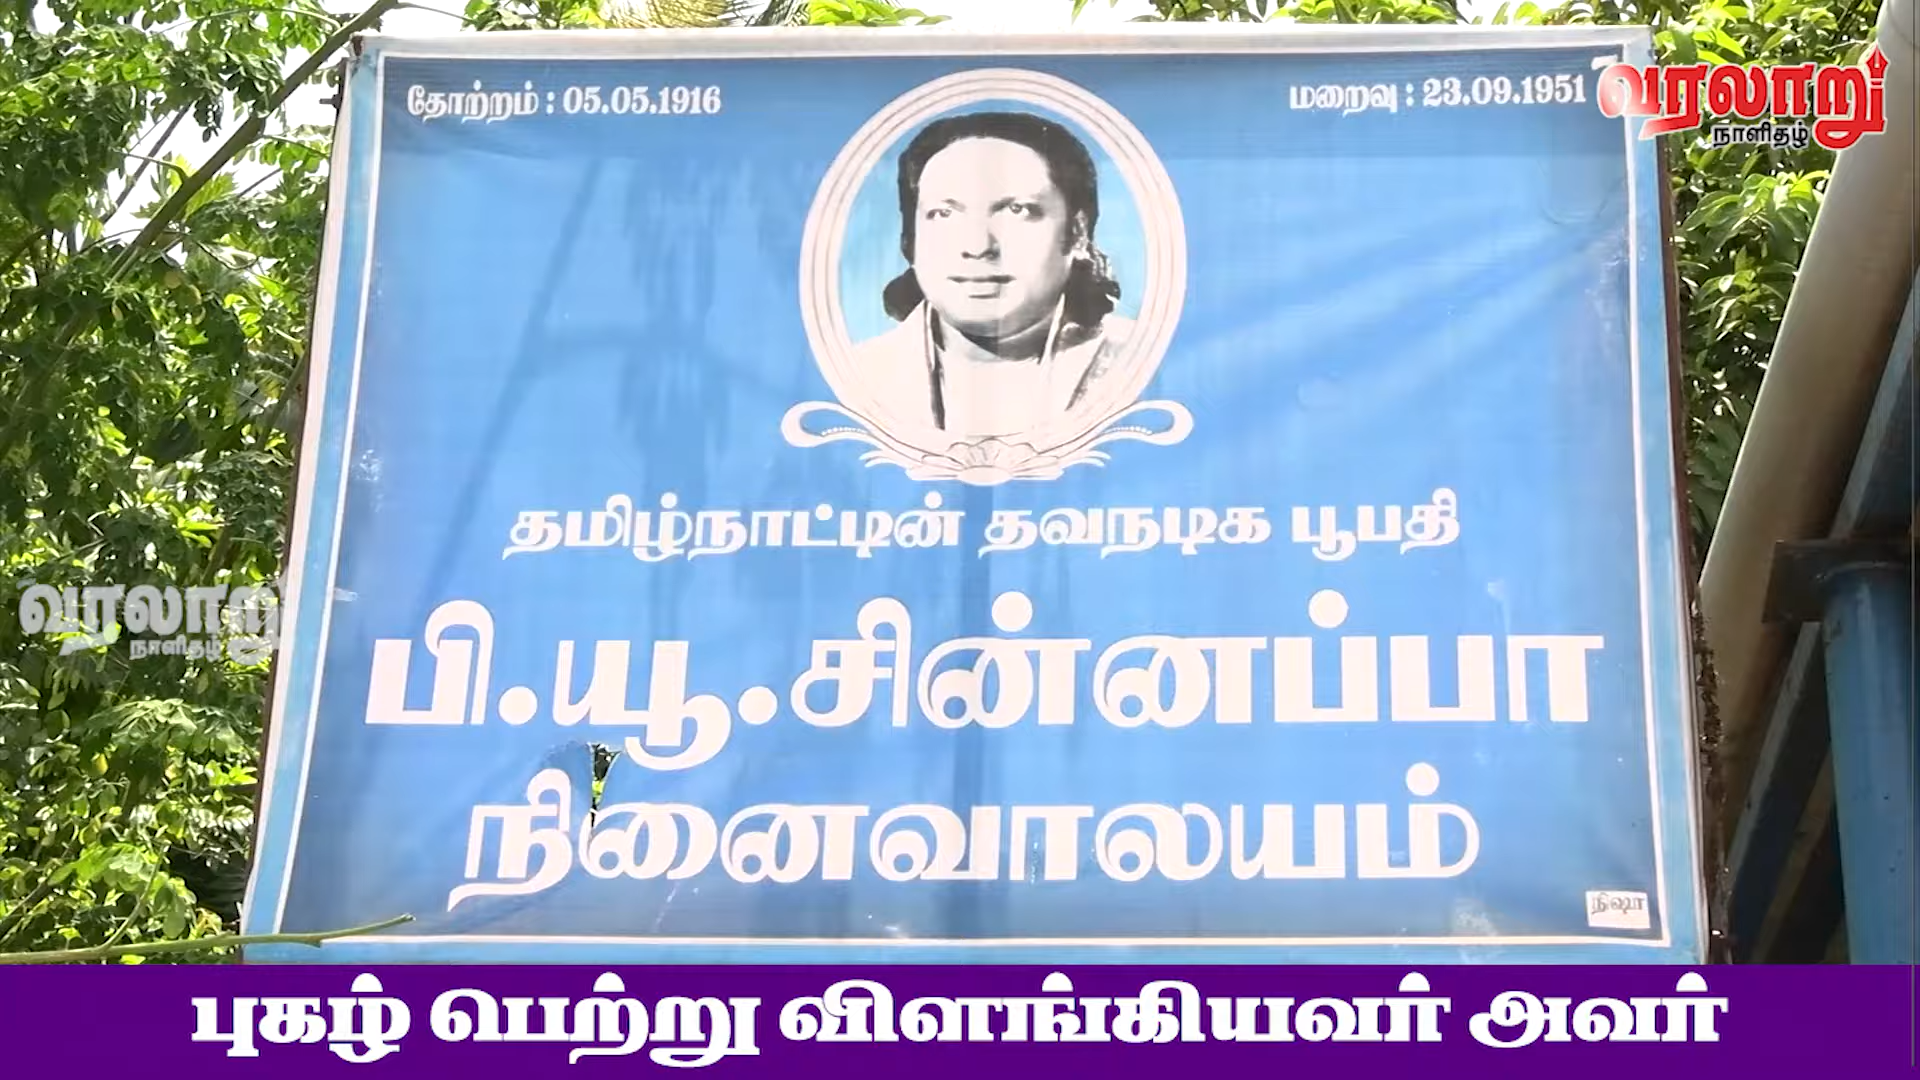 தோற்றம் : 05.05.1916
மறைவு : 23.09.1951
வரலாறு
நாளிதழ்
தமிழ்நாட்டின் தவநடிக பூபதி
வரலாறு
நாளிதழ்
பி.யூ.சின்னப்பா
நினைவாலயம்
நிஷா
புகழ் பெற்று விளங்கியவர் அவர்